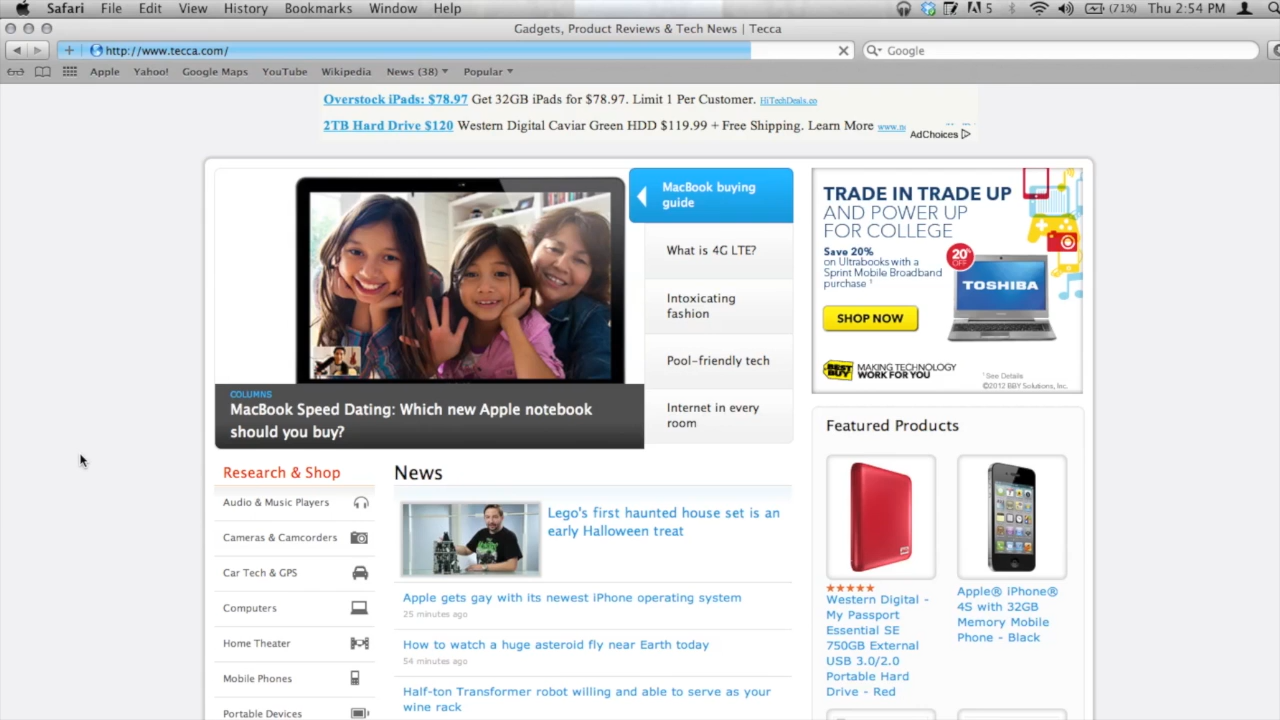 Safari File Edit View History Bookmarks Window Help
5 (71%) Thu 2:54 PM
Gadgets, Product Reviews & Tech News | Tecca
http://www.tecca.com/
Google
Apple Yahoo! Google Maps YouTube Wikipedia News (38) Popular
Overstock iPads: $78.97 Get 32GB iPads for $78.97. Limit 1 Per Customer. HiTechDeals.co
2TB Hard Drive $120 Western Digital Caviar Green HDD $119.99 + Free Shipping. Learn More
AdChoices
MacBook buying
guide
What is 4G LTE?
Intoxicating
fashion
Pool-friendly tech
Internet in every
room
COLUMNS
MacBook Speed Dating: Which new Apple notebook
should you buy?
TRADE IN TRADE UP
AND POWER UP
FOR COLLEGE
Save 20%
on Ultrabooks with a
Sprint Mobile Broadband
purchase 1
20%
OFF
TOSHIBA
SHOP NOW
BEST
BUY
MAKING TECHNOLOGY
WORK FOR YOU
1 See Details
©2012 BBY Solutions, Inc.
Research & Shop
Audio & Music Players
Cameras & Camcorders
Car Tech & GPS
Computers
Home Theater
Mobile Phones
Portable Devices
News
Lego's first haunted house set is an
early Halloween treat
Apple gets gay with its newest iPhone operating system
25 minutes ago
How to watch a huge asteroid fly near Earth today
54 minutes ago
Half-ton Transformer robot willing and able to serve as your
wine rack
Featured Products
Western Digital -
My Passport
Essential SE
750GB External
USB 3.0/2.0
Portable Hard
Drive - Red
Apple® iPhone®
4S with 32GB
Memory Mobile
Phone - Black